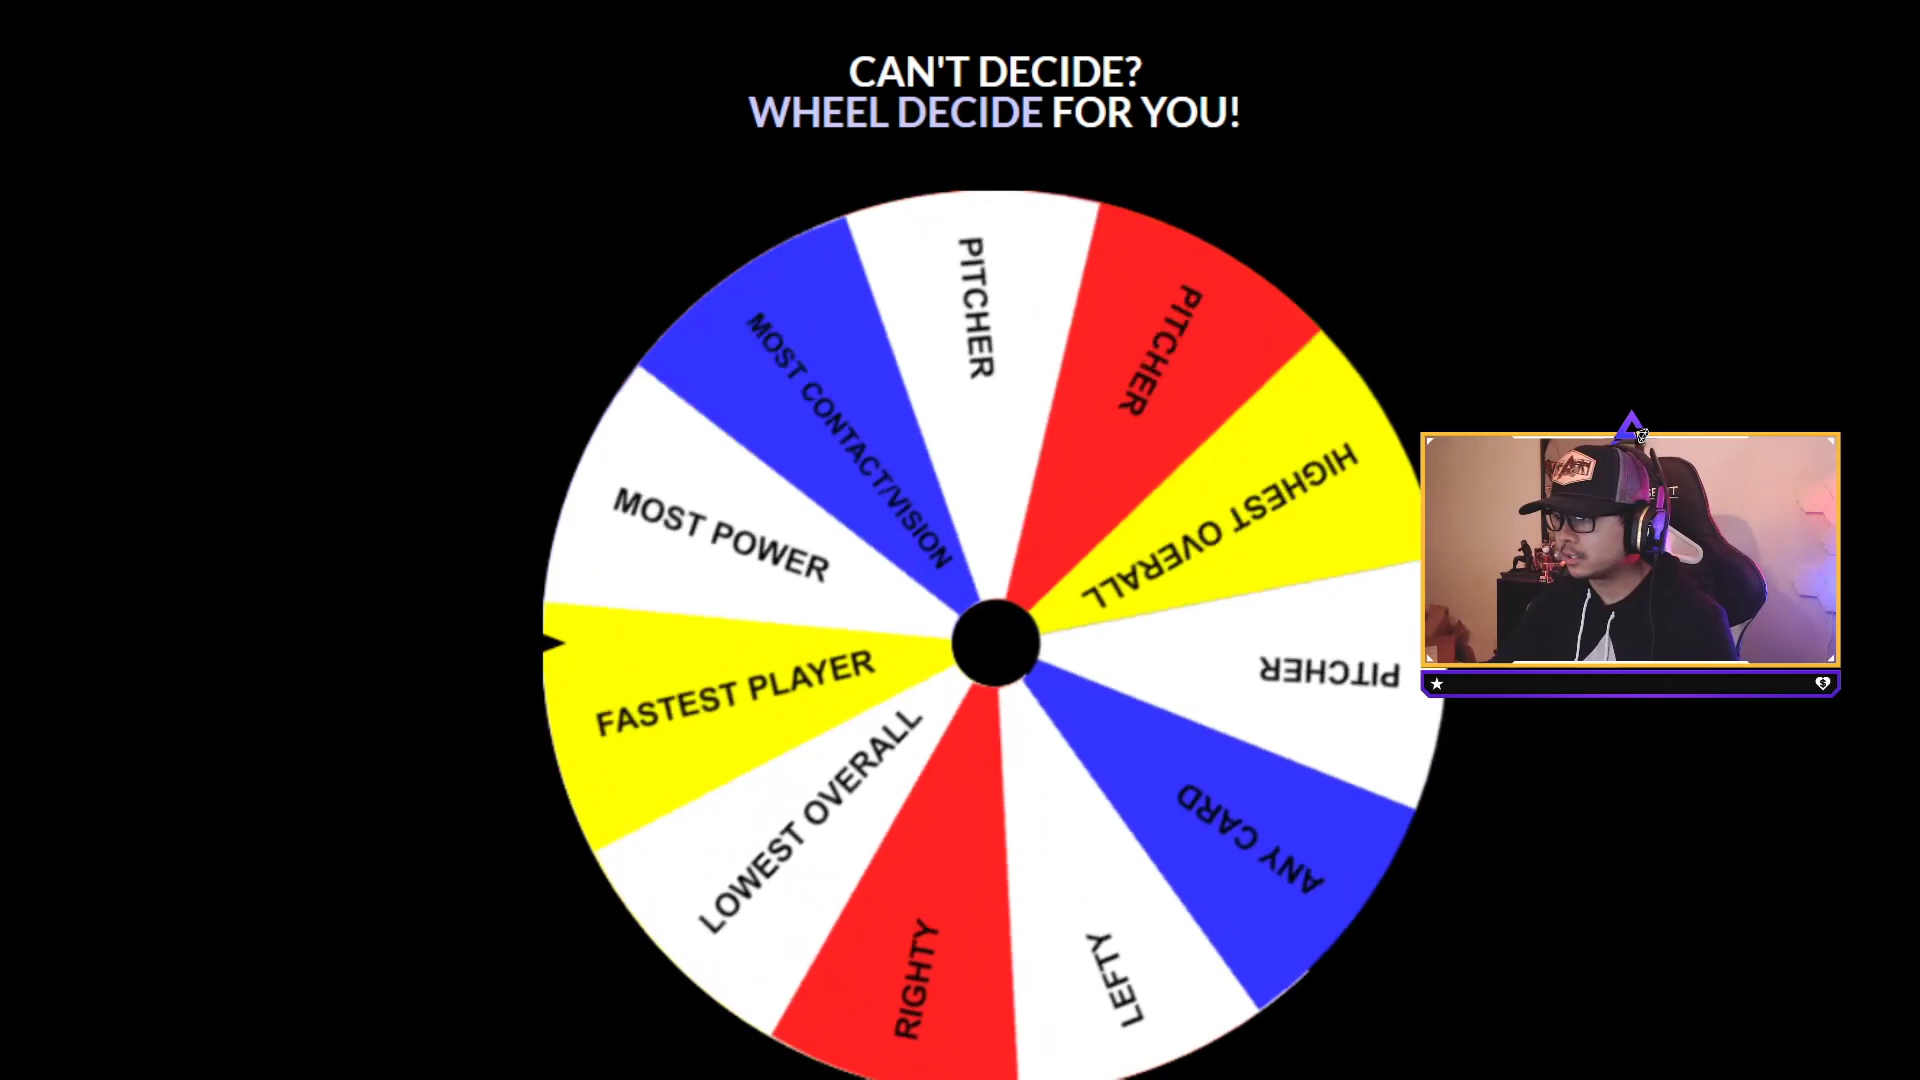 CAN'T DECIDE?
WHEEL DECIDE FOR YOU!
PITCHER
PITCHER
HIGHEST OVERALL
PITCHER
ANY CARD
LEFTY
RIGHTY
LOWEST OVERALL
FASTEST PLAYER
MOST POWER
MOST CONTACT/VISION